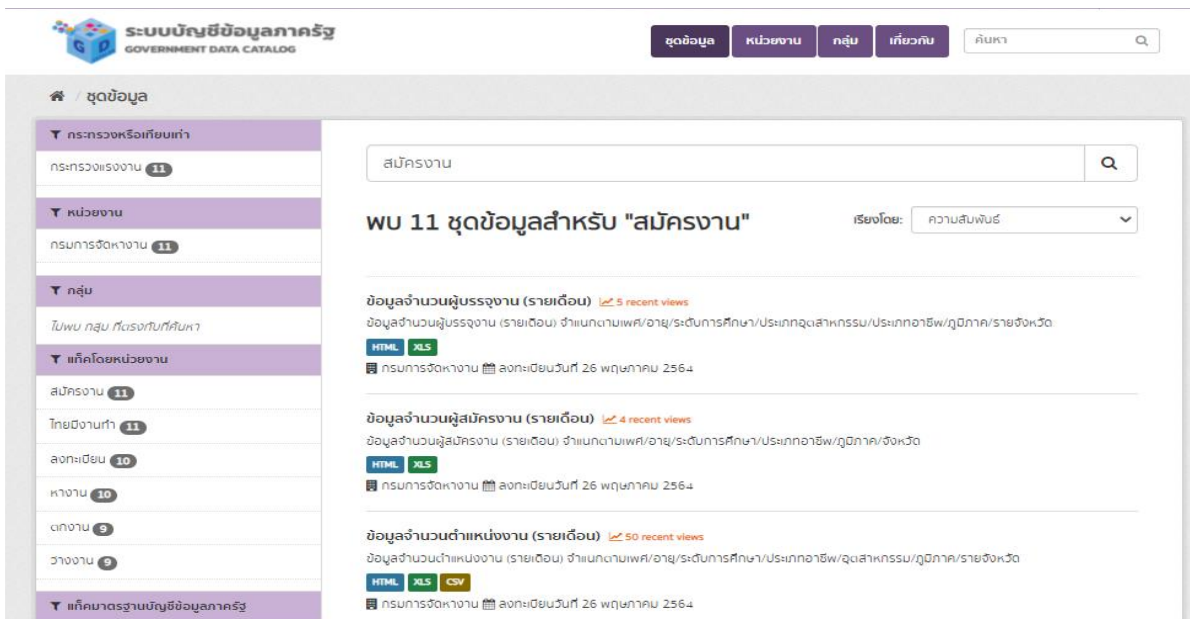 ระบบบัญชีข้อมูลภาครัฐ
GOVERNMENT DATA CATALOG
ชุดข้อมูล หน่วยงาน กลุ่ม เกี่ยวกับ ค้นหา
/ ชุดข้อมูล
กระทรวงหรือเทียบเท่า
กระทรวงแรงงาน 11
หน่วยงาน
กรมการจัดหางาน 11
กลุ่ม
ไม่พบ กลุ่ม ที่ตรงกับที่ค้นหา
แท็คโดยหน่วยงาน
สมัครงาน 11
ไทยมีงานทำ 11
ลงทะเบียน 10
หางาน 10
ตกงาน 9
ว่างงาน 9
แท็คมาตรฐานบัญชีข้อมูลภาครัฐ
สมัครงาน
พบ 11 ชุดข้อมูลสำหรับ "สมัครงาน" เรียงโดย: ความสัมพันธ์
ข้อมูลจำนวนผู้บรรจุงาน (รายเดือน) 5 recent views
ข้อมูลจำนวนผู้บรรจุงาน (รายเดือน) จำแนกตามเพศ/อายุ/ระดับการศึกษา/ประเภทอุตสาหกรรม/ประเภทอาชีพ/ภูมิภาค/รายจังหวัด
HTML XLS
กรมการจัดหางาน ลงทะเบียนวันที่ 26 พฤษภาคม 2564
ข้อมูลจำนวนผู้สมัครงาน (รายเดือน) 4 recent views
ข้อมูลจำนวนผู้สมัครงาน (รายเดือน) จำแนกตามเพศ/อายุ/ระดับการศึกษา/ประเภทอาชีพ/ภูมิภาค/จังหวัด
HTML XLS
กรมการจัดหางาน ลงทะเบียนวันที่ 26 พฤษภาคม 2564
ข้อมูลจำนวนตำแหน่งงาน (รายเดือน) 50 recent views
ข้อมูลจำนวนตำแหน่งงาน (รายเดือน) จำแนกตามเพศ/อายุ/ระดับการศึกษา/ประเภทอาชีพ/อุตสาหกรรม/ภูมิภาค/รายจังหวัด
HTML XLS CSV
กรมการจัดหางาน ลงทะเบียนวันที่ 26 พฤษภาคม 2564